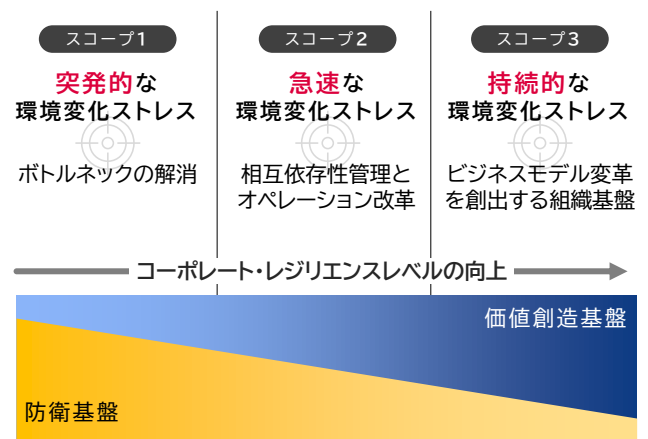 スコープ1
突発的な
環境変化ストレス
ボトルネックの解消
スコープ2
急速な
環境変化ストレス
相互依存性管理と
オペレーション改革
スコープ3
持続的な
環境変化ストレス
ビジネスモデル変革
を創出する組織基盤
コーポレート・レジリエンスレベルの向上
価値創造基盤
防衛基盤